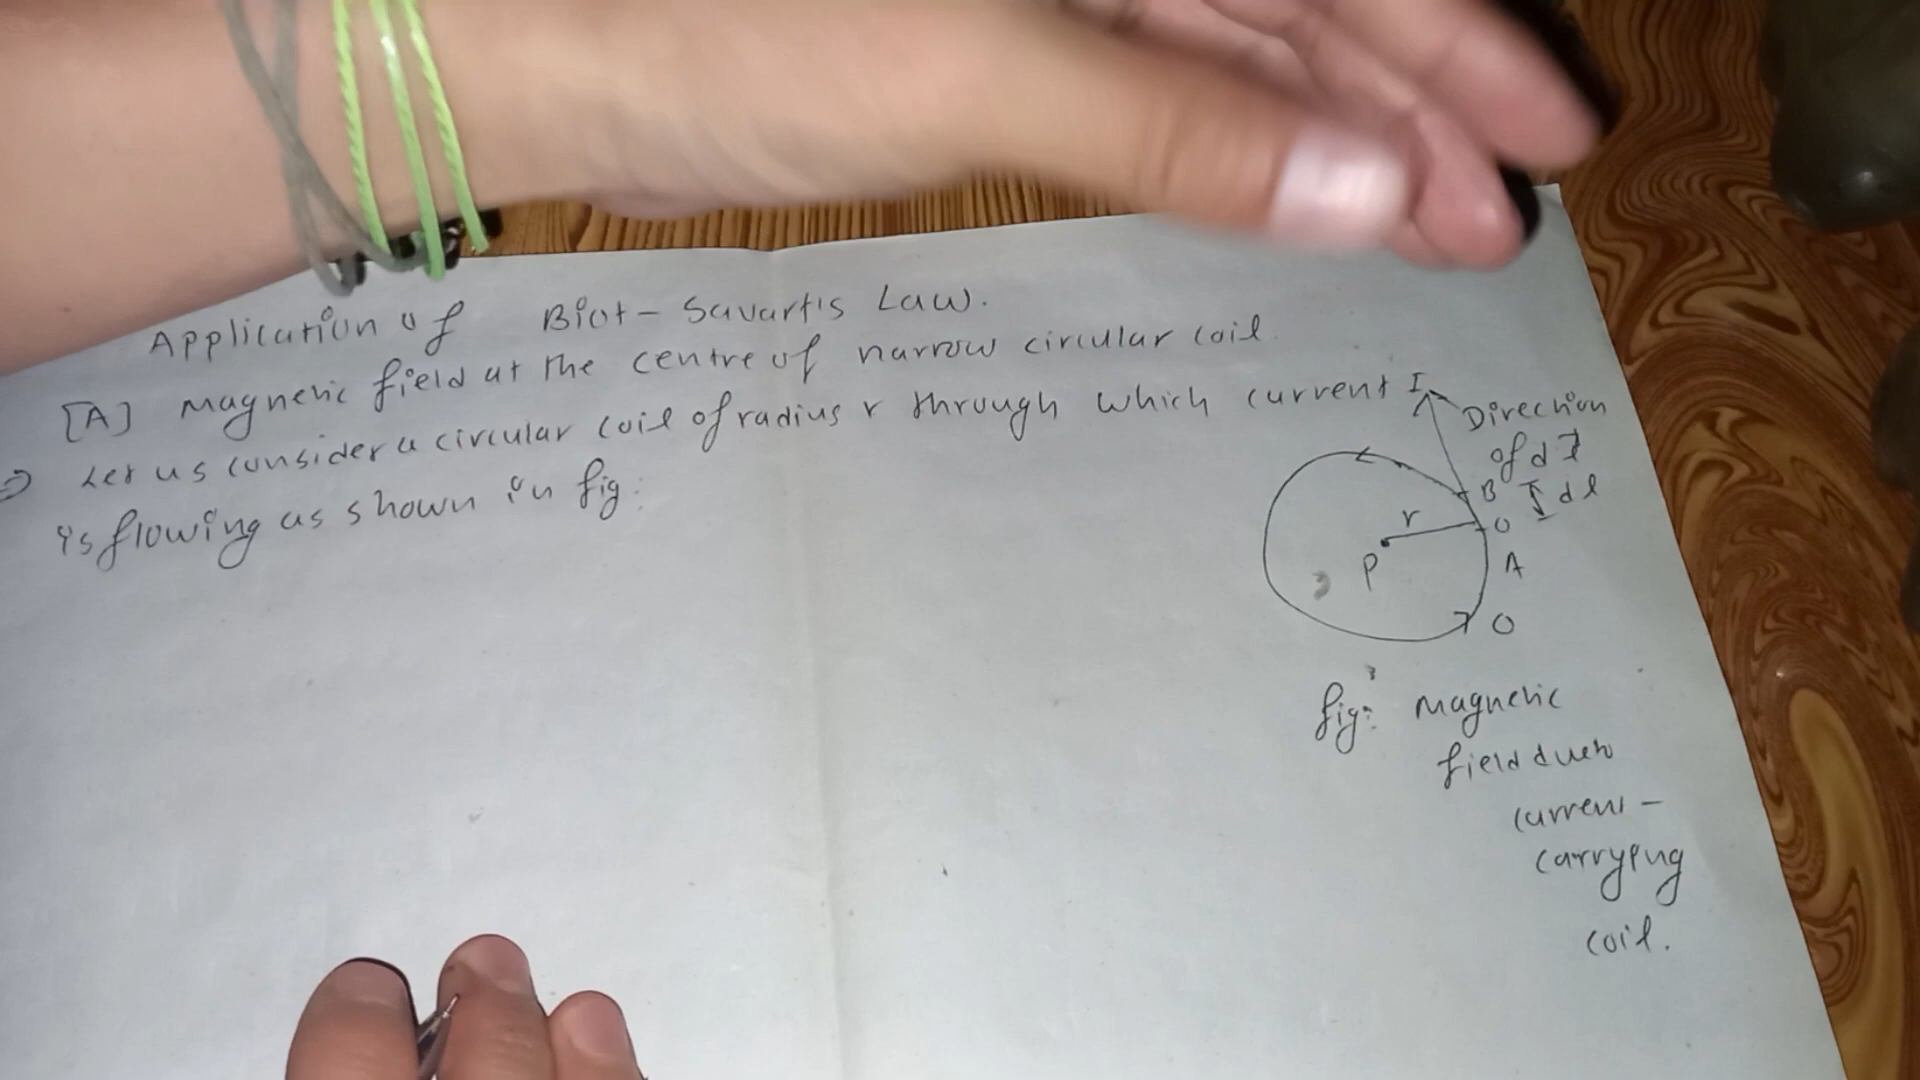 Application of Biot - Savart's Law.
[A] Magnetic field at the centre of narrow circular coil.
Let us consider a circular coil of radius r through which current I
is flowing as shown in fig:
Direction
of dl
B
dl
r
O
P
A
O
fig: Magnetic
field due to
current -
carrying
coil.